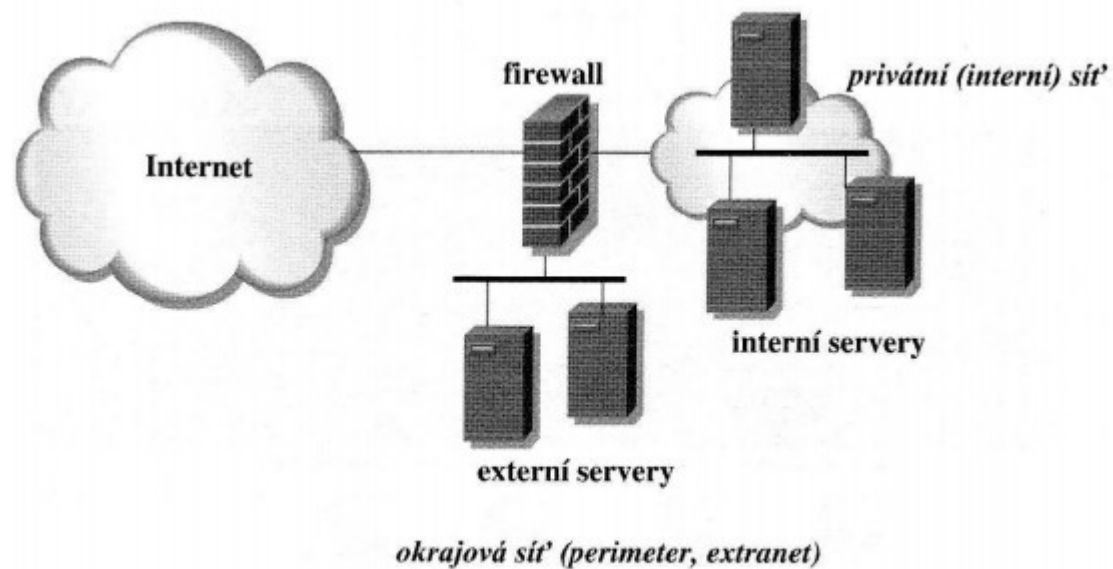 firewall
privátní (interní) síť
Internet
interní servery
externí servery
okrajová síť (perimeter, extranet)